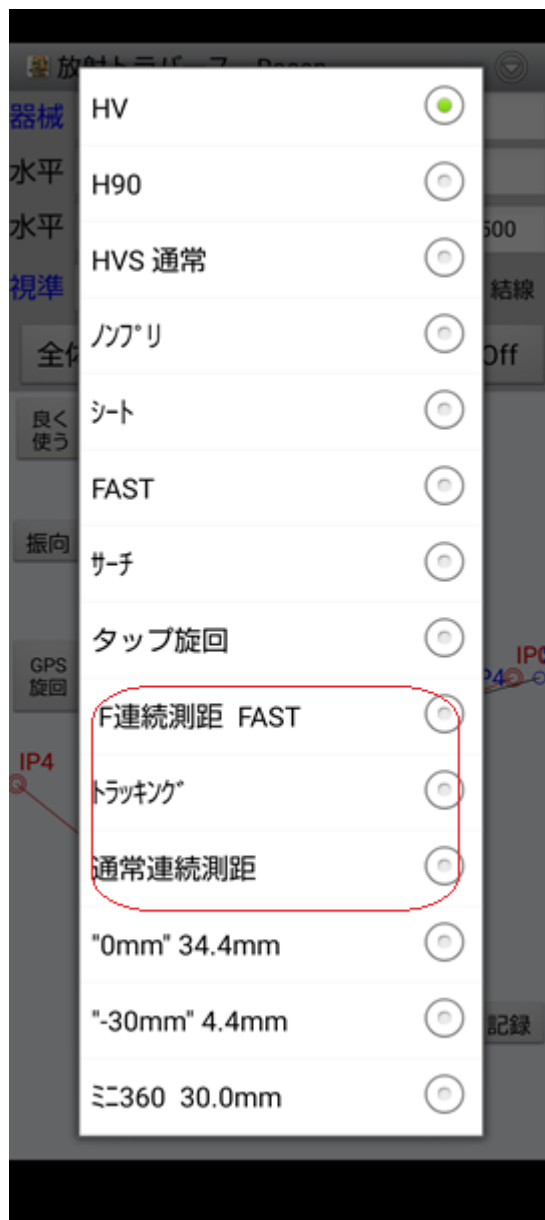 放射トラバース
器械
水平
水平
500
視準
結線
全体
Off
良く
使う
振向
GPS
旋回
IP4
記録
HV
H90
HVS 通常
ﾉﾝﾌﾟﾘ
ｼｰﾄ
FAST
ｻｰﾁ
タップ旋回
F連続測距 FAST
ﾄﾗｯｷﾝｸﾞ
通常連続測距
"0mm" 34.4mm
"-30mm" 4.4mm
ﾐﾆ360 30.0mm